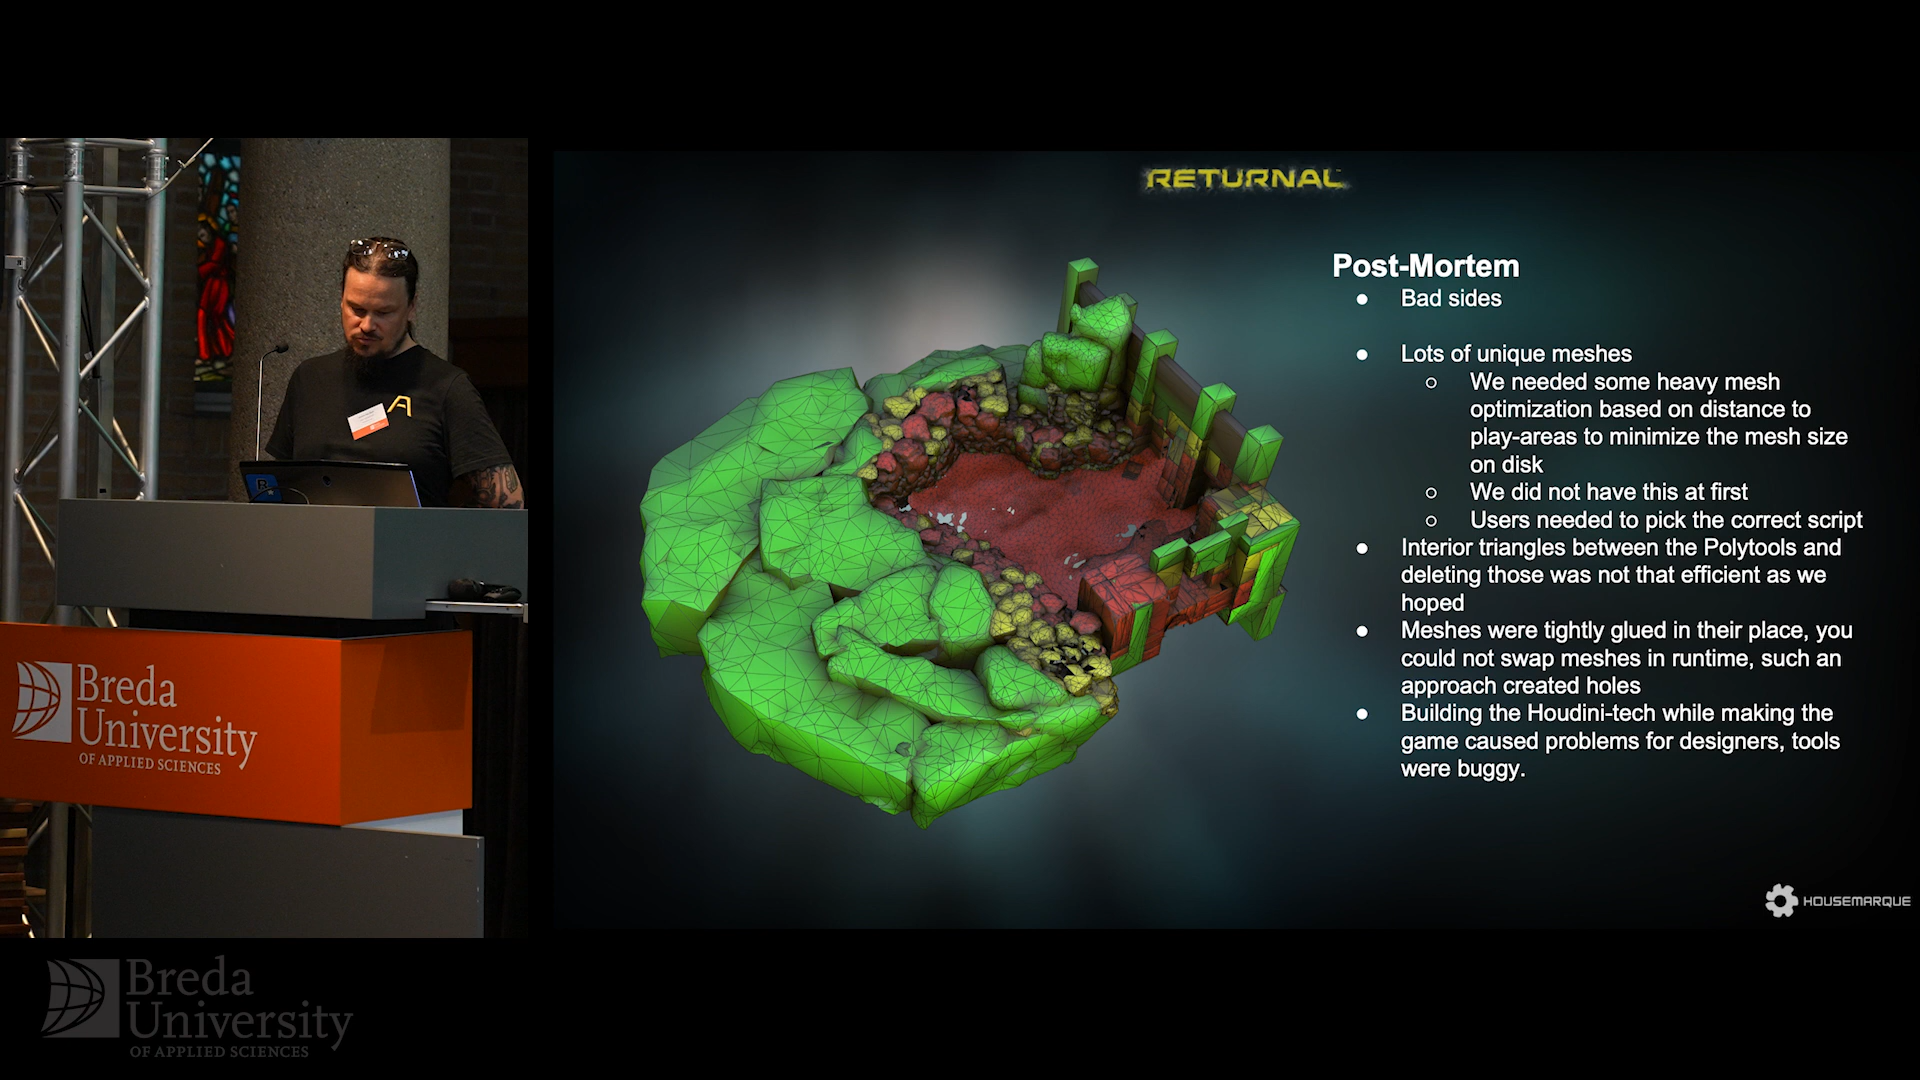 RETURNAL
Post-Mortem
● Bad sides
● Lots of unique meshes
○ We needed some heavy mesh
optimization based on distance to
play-areas to minimize the mesh size
on disk
○ We did not have this at first
○ Users needed to pick the correct script
● Interior triangles between the Polytools and
deleting those was not that efficient as we
hoped
● Meshes were tightly glued in their place, you
could not swap meshes in runtime, such an
approach created holes
● Building the Houdini-tech while making the
game caused problems for designers, tools
were buggy.
HOUSEMARQUE
Breda
University
OF APPLIED SCIENCES
Breda
University
OF APPLIED SCIENCES